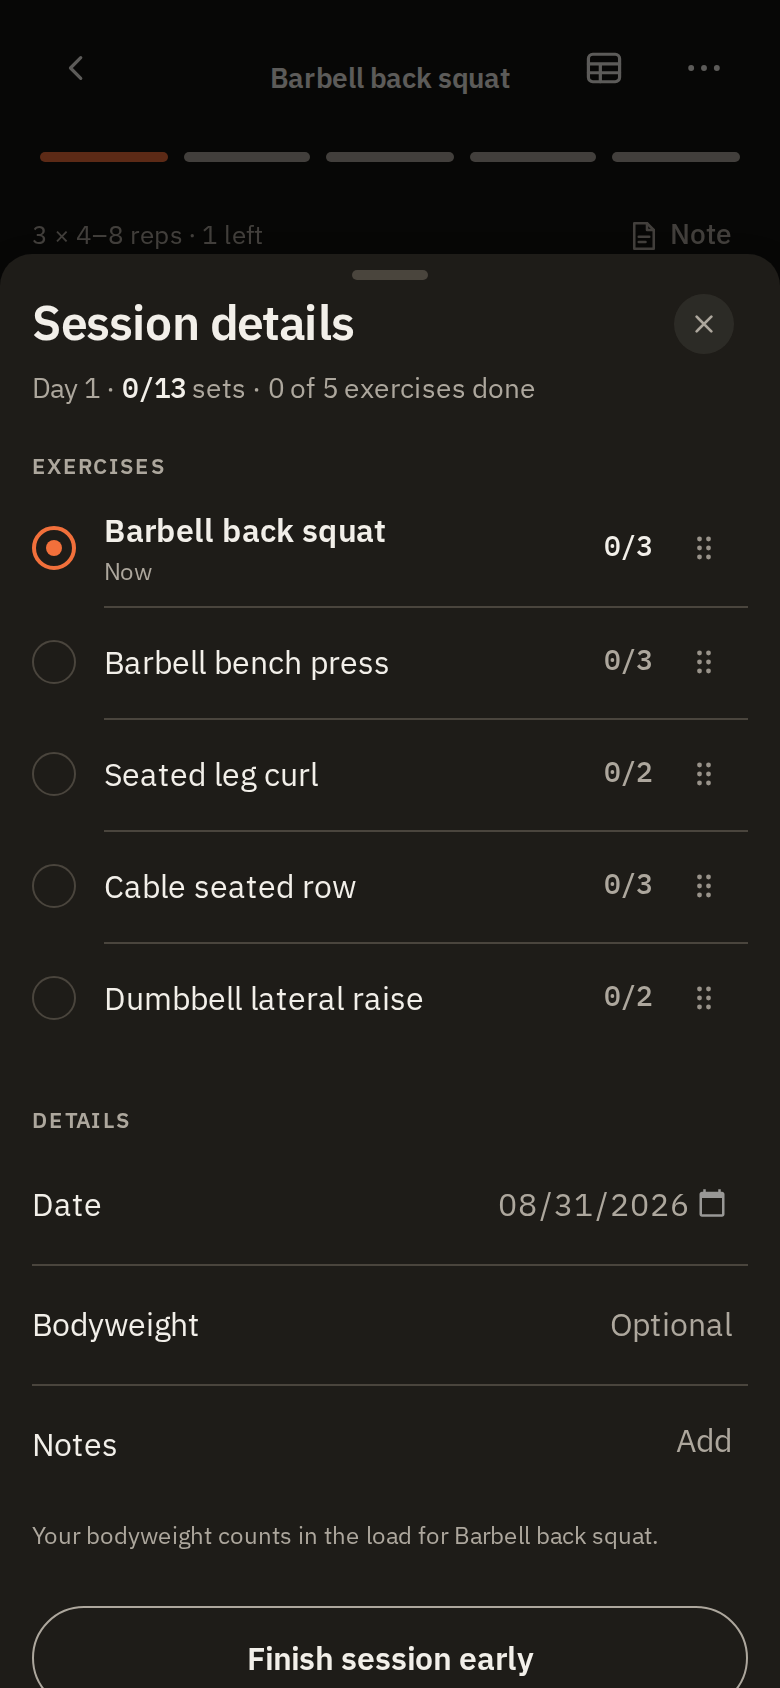 Barbell back squat
3 × 4–8 reps · 1 left
Note
Session details
Day 1 · 0/13 sets · 0 of 5 exercises done
EXERCISES
Barbell back squat
0/3
Now
Barbell bench press
0/3
Seated leg curl
0/2
Cable seated row
0/3
Dumbbell lateral raise
0/2
DETAILS
Date
08/31/2026
Bodyweight
Optional
Notes
Add
Your bodyweight counts in the load for Barbell back squat.
Finish session early